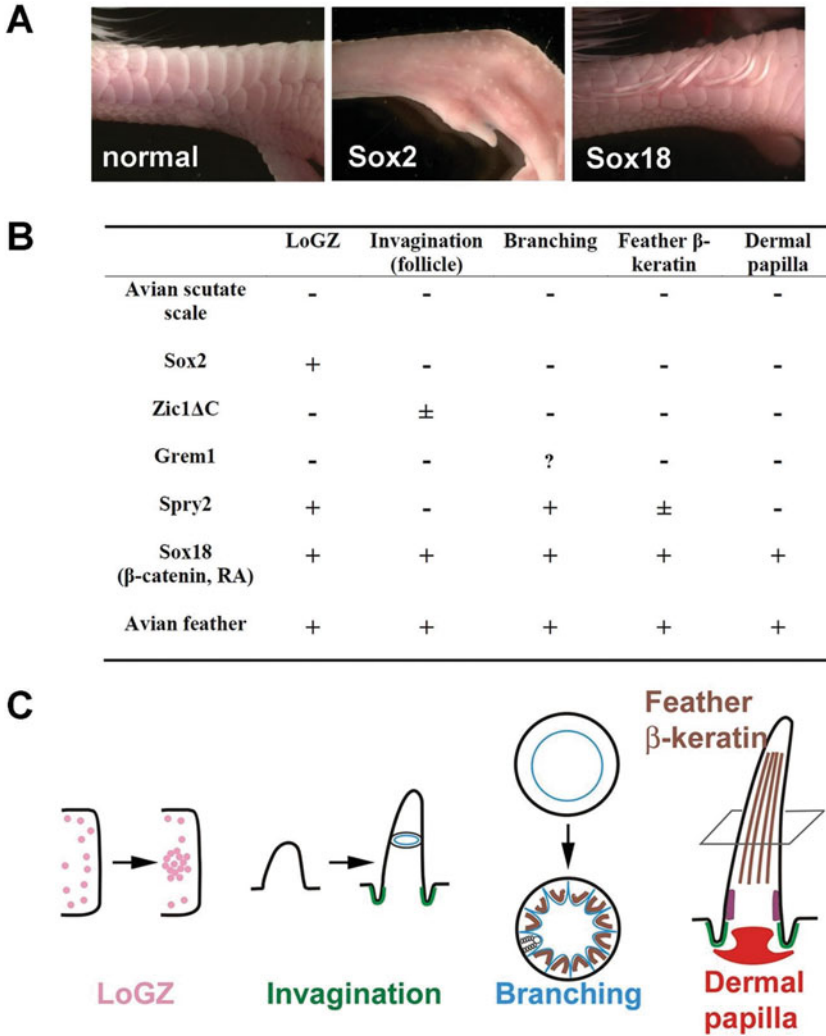 A
normal
Sox2
Sox18
B
LoGZ Invagination Branching Feather β- Dermal
(follicle) keratin papilla
Avian scutate - - - - -
scale
Sox2 + - - - -
Zic1ΔC - ± - - -
Grem1 - - ? - -
Spry2 + - + ± -
Sox18 + + + + +
(β-catenin, RA)
Avian feather + + + + +
C
Feather
β-keratin
LoGZ
Invagination
Branching
Dermal
papilla